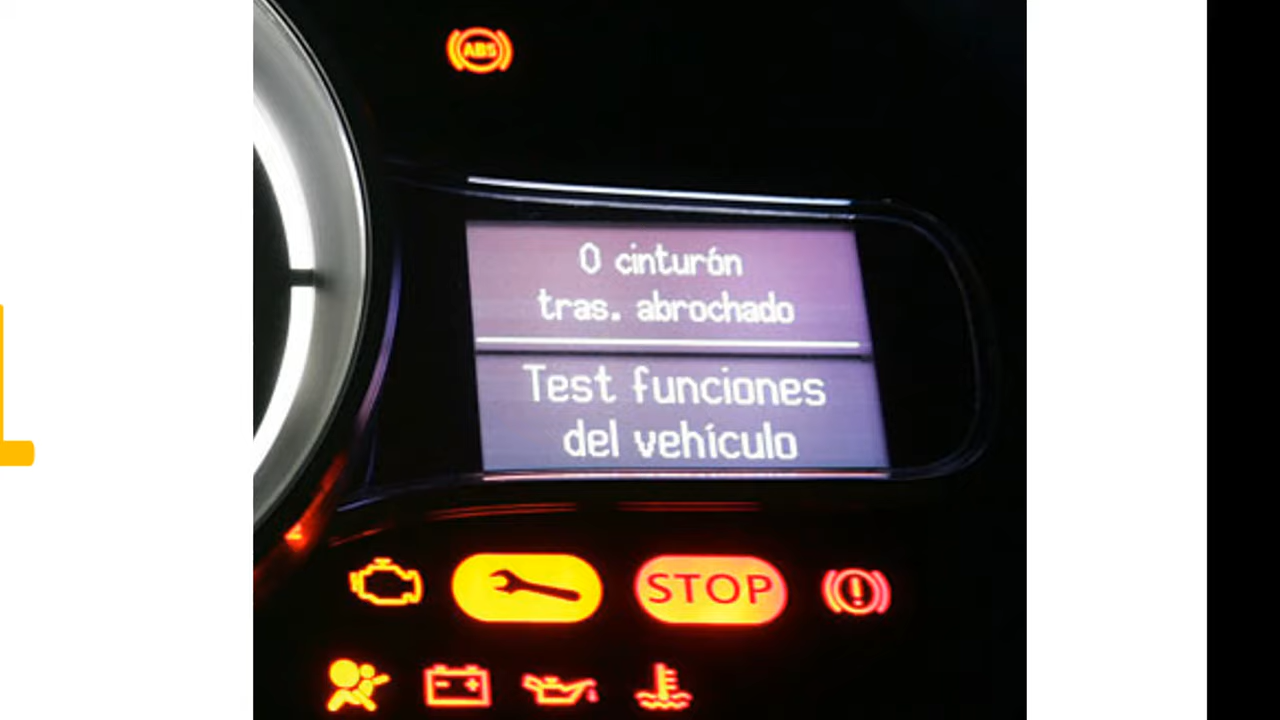 ABS
0 cinturón
tras. abrochado
Test funciones
del vehículo
STOP